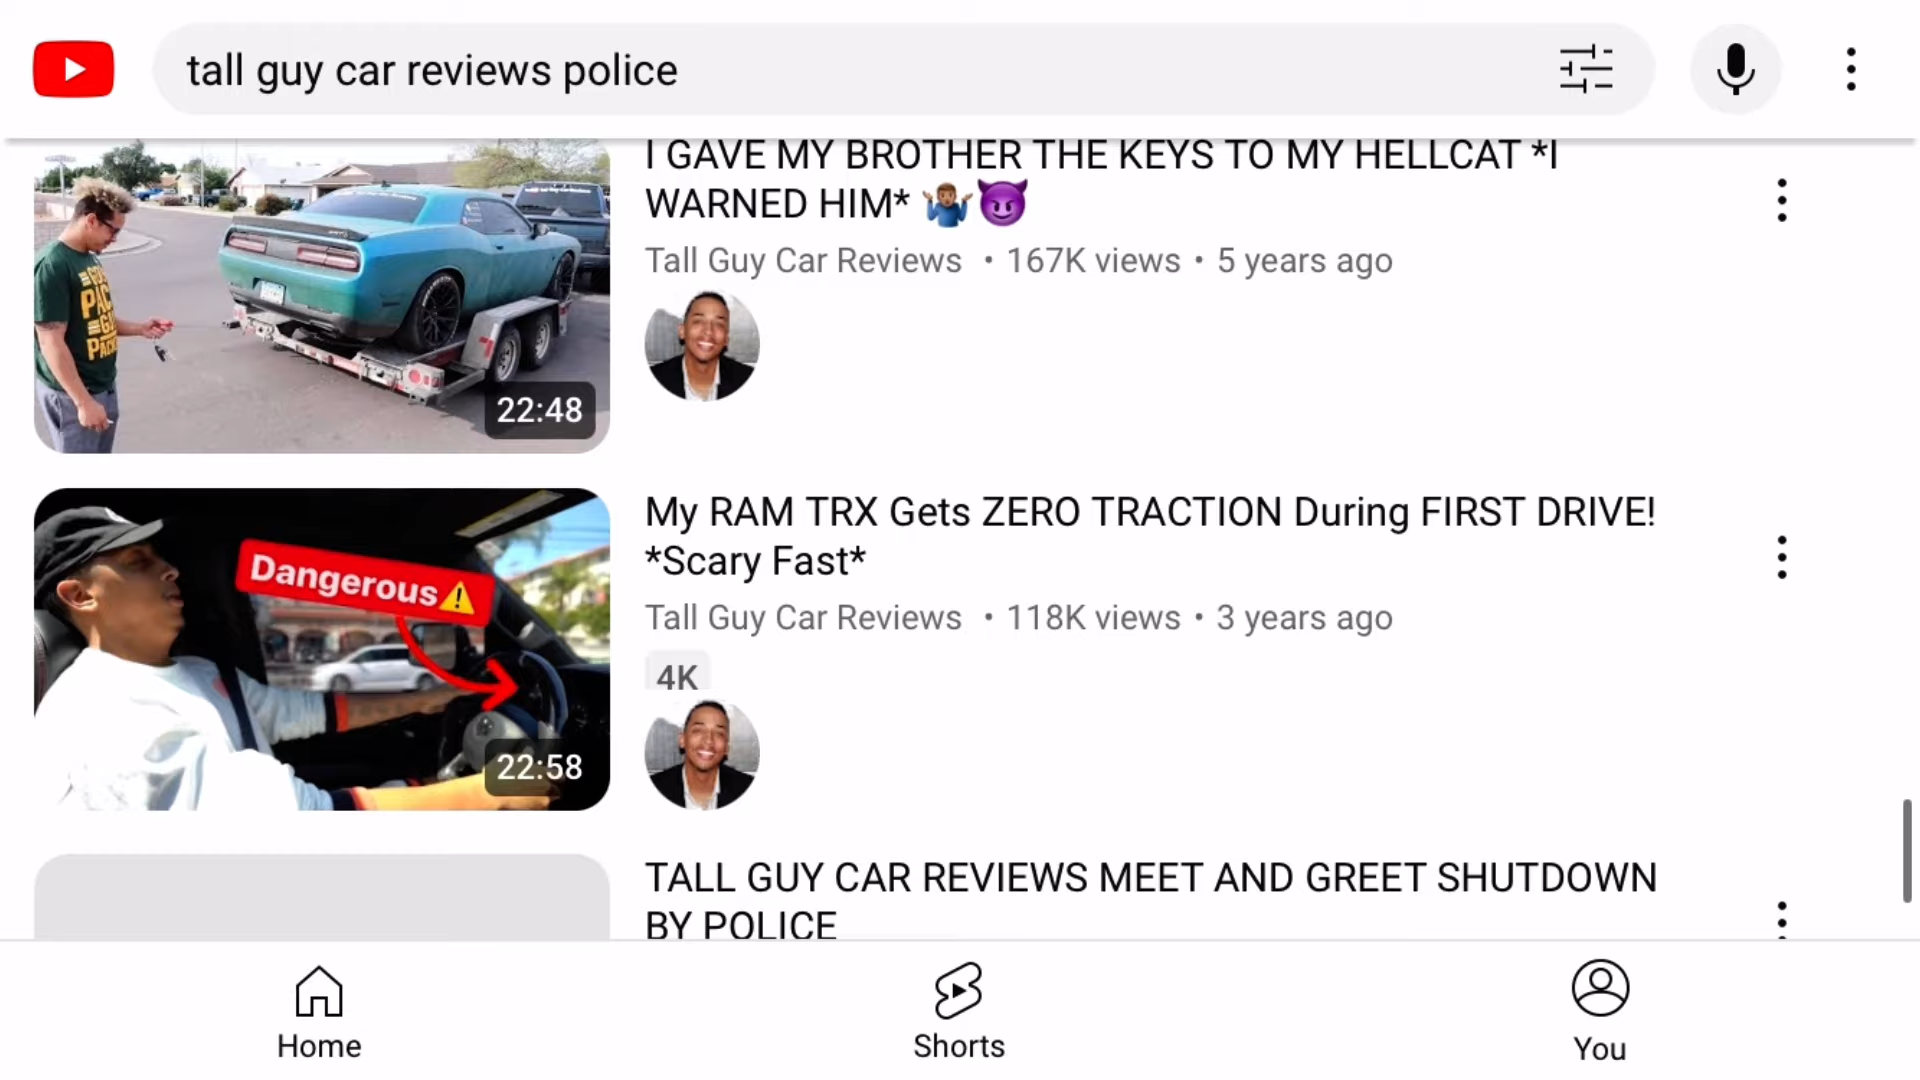 tall guy car reviews police
I GAVE MY BROTHER THE KEYS TO MY HELLCAT *I
WARNED HIM* 🤷🏽‍♂️😈
Tall Guy Car Reviews • 167K views • 5 years ago
22:48
My RAM TRX Gets ZERO TRACTION During FIRST DRIVE!
*Scary Fast*
Tall Guy Car Reviews • 118K views • 3 years ago
4K
Dangerous⚠️
22:58
TALL GUY CAR REVIEWS MEET AND GREET SHUTDOWN
BY POLICE
Home
Shorts
You